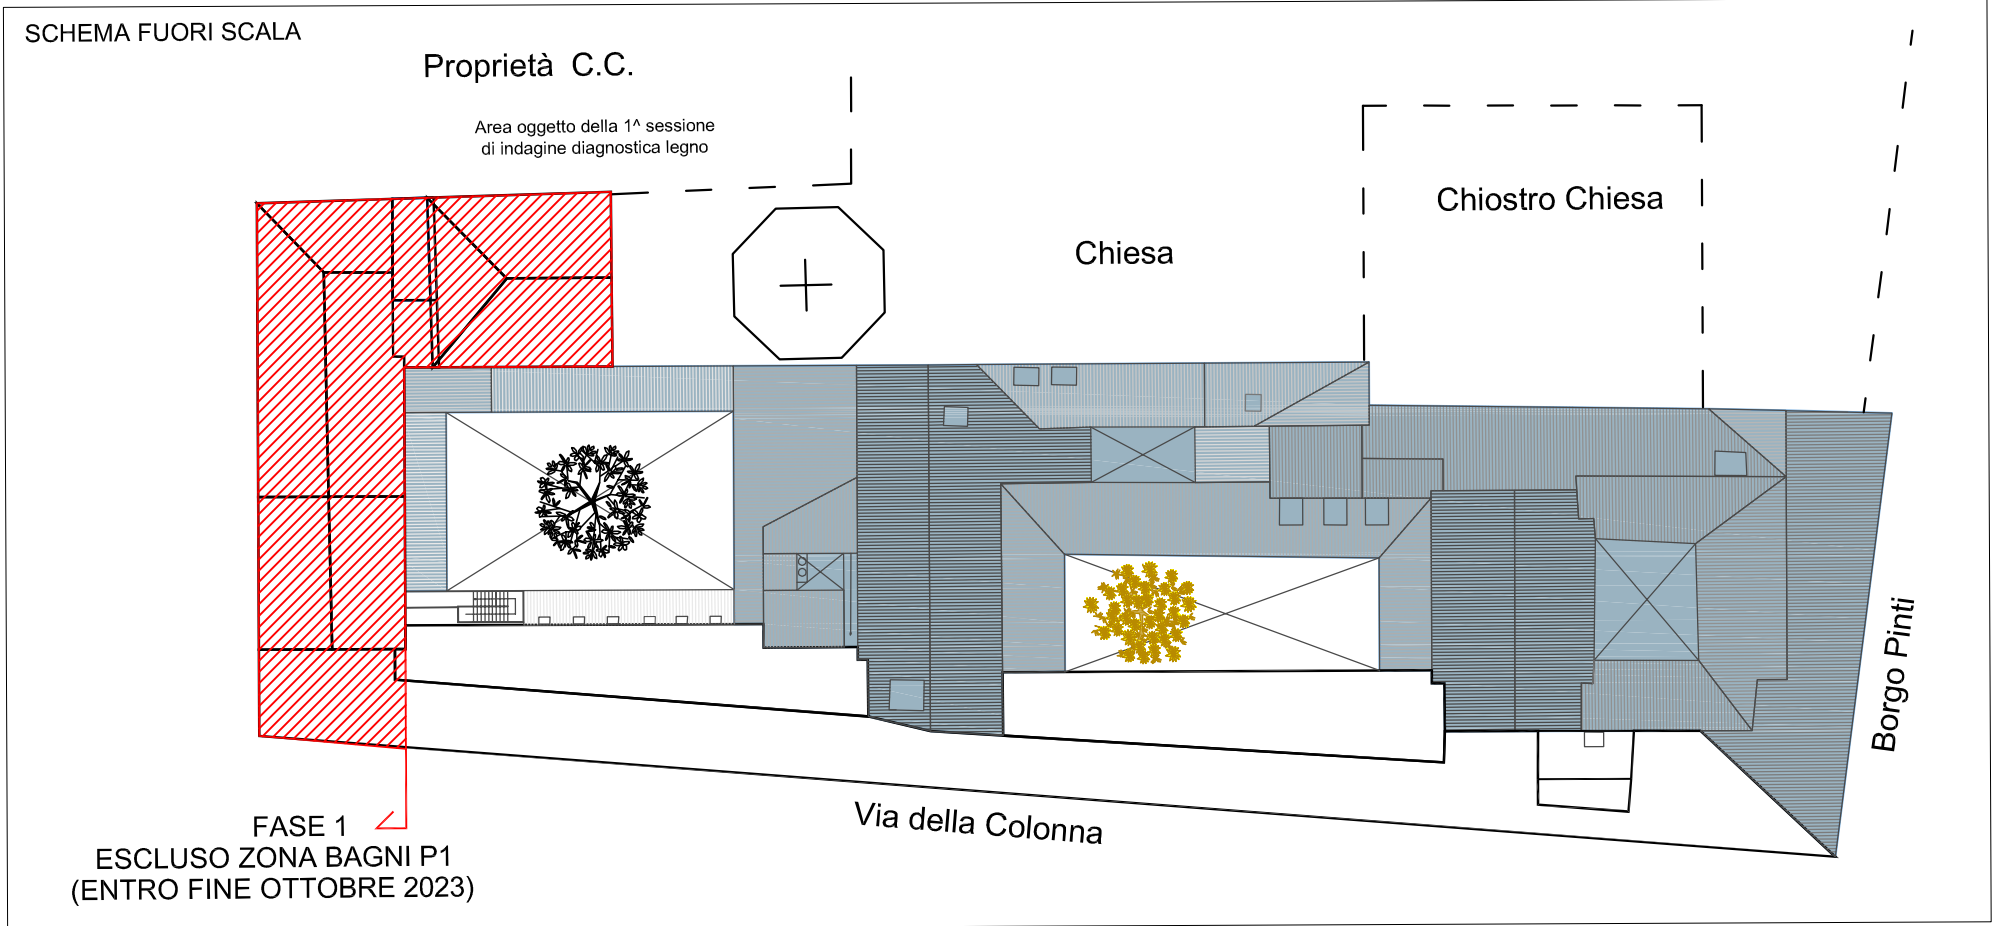 SCHEMA FUORI SCALA
Proprietà C.C.
Area oggetto della 1^ sessione
di indagine diagnostica legno
Chiostro Chiesa
Chiesa
Borgo Pinti
Via della Colonna
FASE 1
ESCLUSO ZONA BAGNI P1
(ENTRO FINE OTTOBRE 2023)